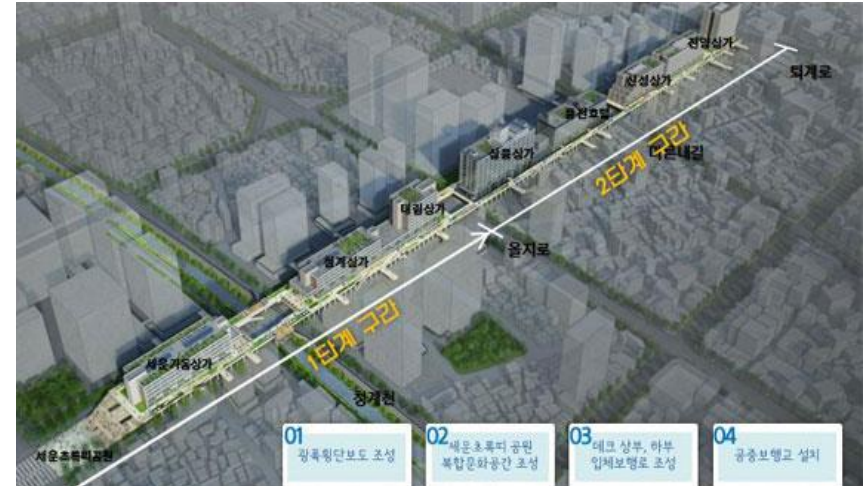 진양상가
퇴계로
신성상가
풍전호텔
마른내길
삼풍상가
2단계 구간
대림상가
을지로
청계상가
1단계 구간
세운가동상가
청계천
세운초록띠공원
01
광폭횡단보도 조성
02
세운초록띠 공원
복합문화공간 조성
03
데크 상부, 하부
입체보행로 조성
04
공중보행교 설치